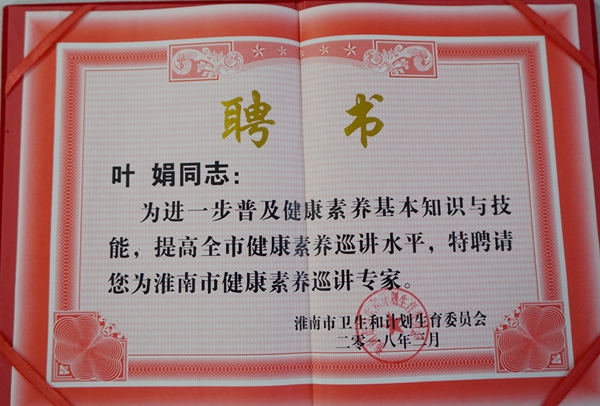 聘 书
叶 娟同志：
为进一步普及健康素养基本知识与技
能，提高全市健康素养巡讲水平，特聘请
您为淮南市健康素养巡讲专家。
淮南市卫生和计划生育委员会
二零一八年三月